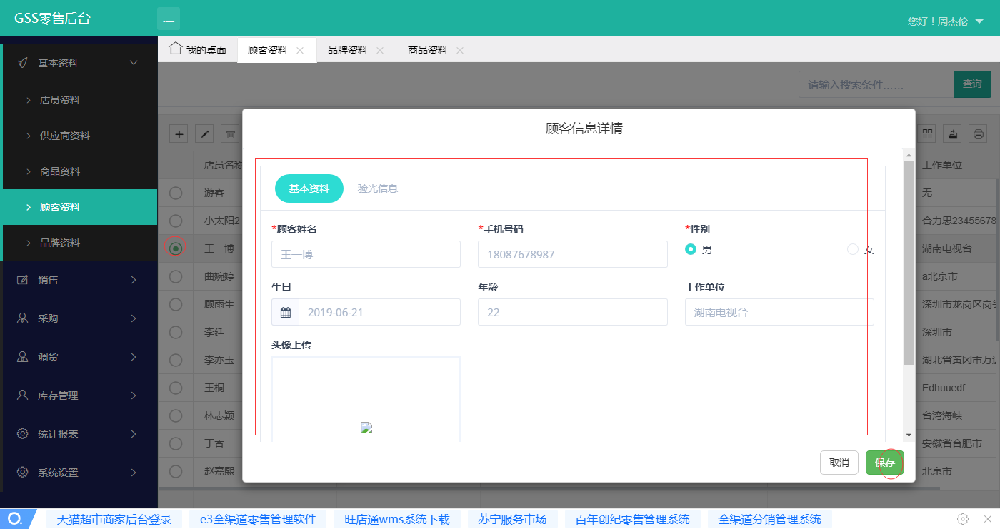 GSS零售后台
您好！周杰伦
我的桌面
顾客资料
品牌资料
商品资料
基本资料
店员资料
供应商资料
商品资料
顾客资料
品牌资料
销售
采购
调货
库存管理
统计报表
系统设置
请输入搜索条件……
查询
店员名称
游客
小太阳2
王一博
曲婉婷
顾雨生
李廷
李亦玉
王桐
林志颖
丁香
赵嘉熙
顾客信息详情
基本资料
验光信息
*顾客姓名
*手机号码
*性别
王一博
18087678987
男
女
生日
年龄
工作单位
2019-06-21
22
湖南电视台
头像上传
取消
保存
工作单位
无
合力思23455678
湖南电视台
a北京市
深圳市龙岗区岗
深圳市
湖北省黄冈市万
Edhuuedf
台湾海峡
安徽省合肥市
北京市
天猫超市商家后台登录
e3全渠道零售管理软件
旺店通wms系统下载
苏宁服务市场
百年创纪零售管理系统
全渠道分销管理系统